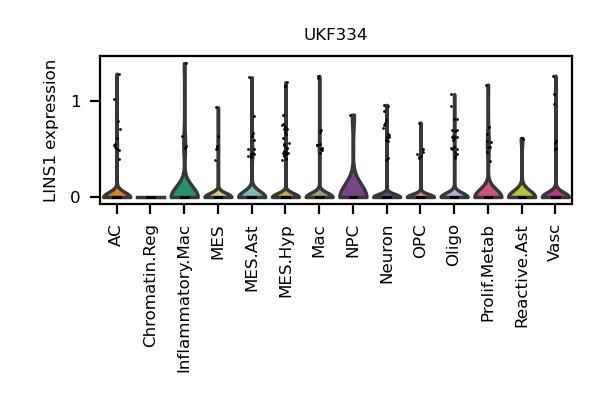 UKF334
LINS1 expression
1
0
AC
Chromatin.Reg
Inflammatory.Mac
MES
MES.Ast
MES.Hyp
Mac
NPC
Neuron
OPC
Oligo
Prolif.Metab
Reactive.Ast
Vasc